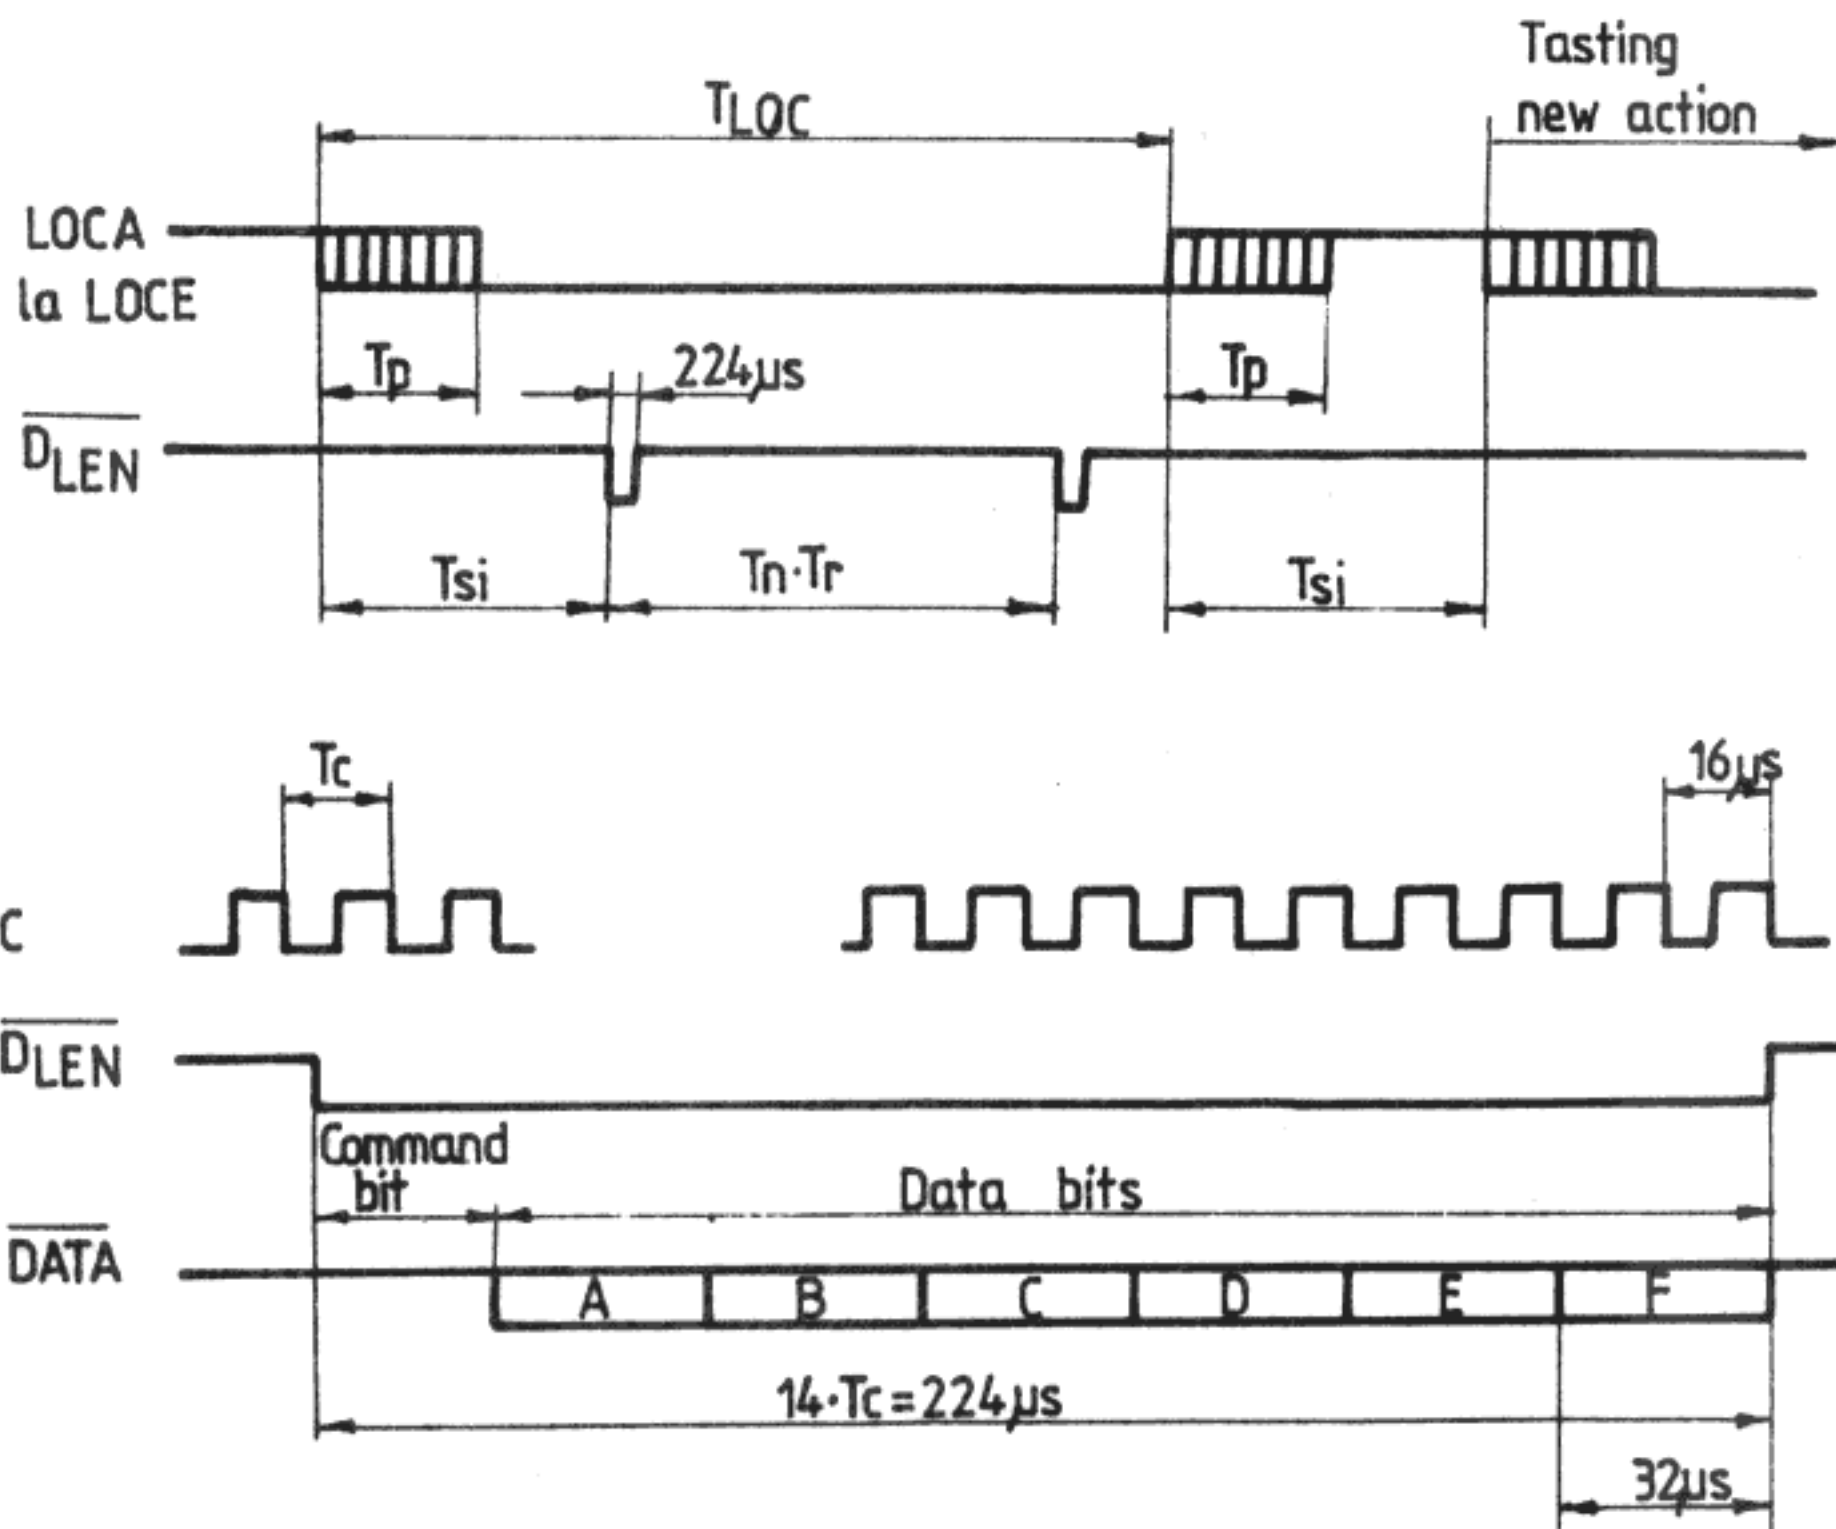 Tasting
new action
TLOC
LOCA
la LOCE
Tp
224µs
Tp
DLEN
Tsi
Tn·Tr
Tsi
Tc
16µs
C
DLEN
Command
bit
Data bits
DATA
A B C D E F
14·Tc=224µs
32µs